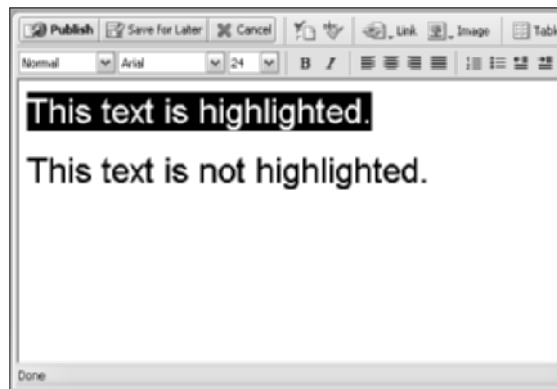 Publish Save for Later Cancel Link Image Tabl
Normal Arial 24 B I
This text is highlighted.
This text is not highlighted.
Done